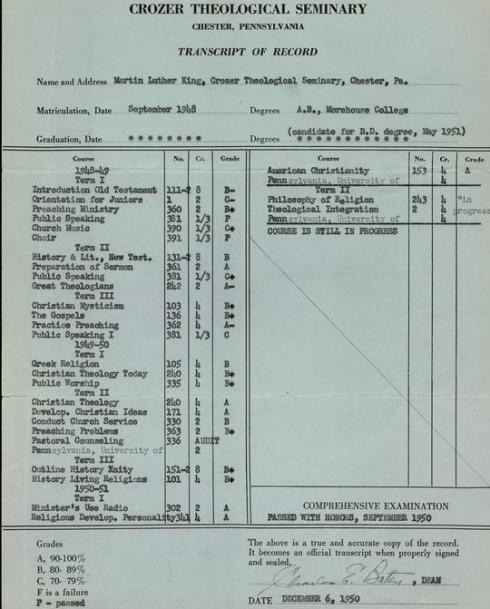 CROZER THEOLOGICAL SEMINARY
CHESTER, PENNSYLVANIA
TRANSCRIPT OF RECORD
Name and Address Martin Luther King, Crozer Theological Seminary, Chester, Pa.
Matriculation, Date September 1948 Degrees A.B., Morehouse College
(candidate for B.D. degree, May 1951)
Graduation, Date * * * * * * * * Degrees * * * * * * * * * * *
Course No. Cr. Grade
1948-49
Term I
Introduction Old Testament 111-2 8 B-
Orientation for Juniors 1 2 C-
Preaching Ministry 360 2 B+
Public Speaking 381 1/3 P
Church Music 390 1/3 C+
Choir 391 1/3 P
Term II
History & Lit., New Test. 131-2 8 B
Preparation of Sermon 361 2 A
Public Speaking 381 1/3 C+
Great Theologians 242 2 A-
Term III
Christian Mysticism 103 4 B+
The Gospels 136 4 B+
Practice Preaching 362 4 A-
Public Speaking I 381 1/3 C
1949-50
Term I
Greek Religion 105 4 B
Christian Theology Today 240 4 B+
Public Worship 335 4 B+
Term II
Christian Theology 240 4 A
Develop. Christian Ideas 171 4 A
Conduct Church Service 330 2 B
Preaching Problems 363 2 B+
Pastoral Counseling 336 AUDIT
Pennsylvania, University of 2
Term III
Outline History Xnity 151-2 8 B+
History Living Religions 101 4 B+
1950-51
Term I
Minister's Use Radio 302 2 A
Religious Develop. Personality 341 4 A
Course No. Cr. Grade
American Christianity 153 4 A
Pennsylvania, University of 4
Term II
Philosophy of Religion 243 4 "in
Theological Integration 2 4 progress
Pennsylvania, University of 4
COURSE IS STILL IN PROGRESS
COMPREHENSIVE EXAMINATION
PASSED WITH HONORS, SEPTEMBER 1950
Grades
A, 90-100%
B, 80- 89%
C, 70- 79%
F is a failure
P - passed
The above is a true and accurate copy of the record.
It becomes an official transcript when properly signed
and sealed.
Charles E. Batten, DEAN
DATE DECEMBER 6, 1950